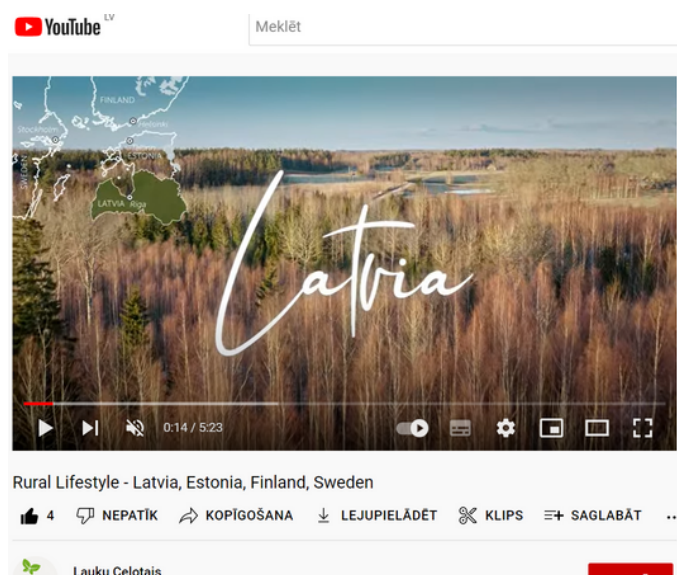 YouTube LV
Meklēt
FINLAND
Stockholm
Helsinki
SWEDEN
ESTONIA
LATVIA Riga
Latvia
0:14 / 5:23
Rural Lifestyle - Latvia, Estonia, Finland, Sweden
4 NEPATĪK KOPĪGOŠANA LEJUPIELĀDĒT KLIPS SAGLABĀT ...
Lauku Ceļotājs